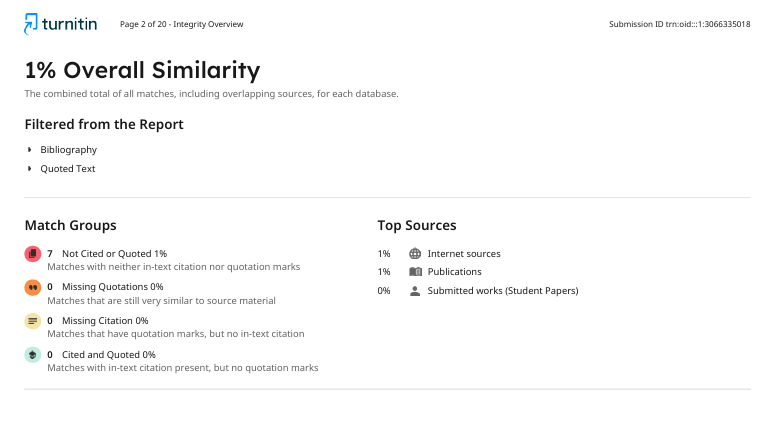 turnitin Page 2 of 20 - Integrity Overview Submission ID trn:oid:::1:3066335018
1% Overall Similarity
The combined total of all matches, including overlapping sources, for each database.
Filtered from the Report
Bibliography
Quoted Text
Match Groups
7 Not Cited or Quoted 1%
Matches with neither in-text citation nor quotation marks
0 Missing Quotations 0%
Matches that are still very similar to source material
0 Missing Citation 0%
Matches that have quotation marks, but no in-text citation
0 Cited and Quoted 0%
Matches with in-text citation present, but no quotation marks
Top Sources
1% Internet sources
1% Publications
0% Submitted works (Student Papers)